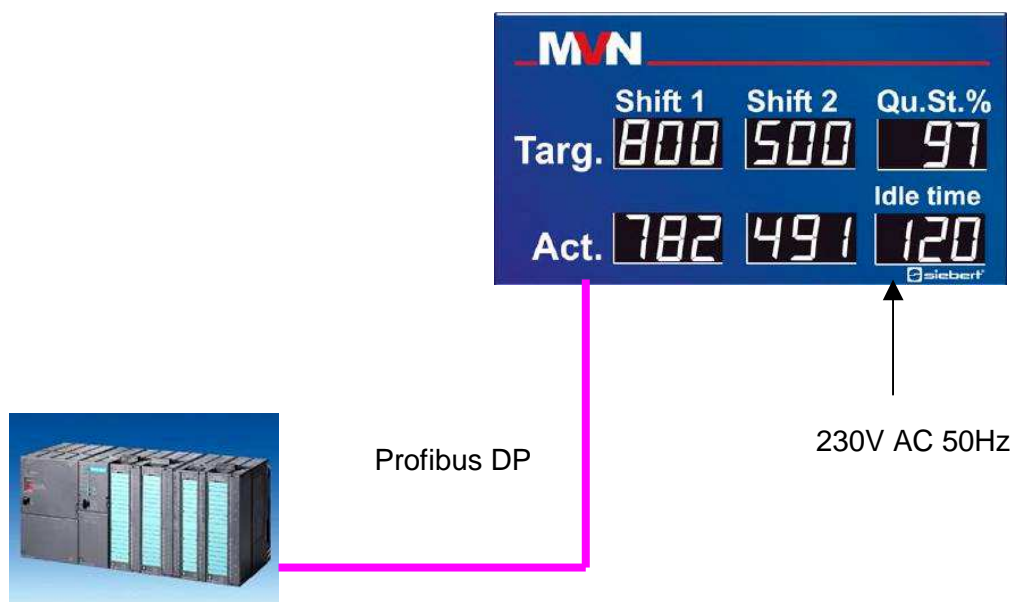 MVN
Shift 1 Shift 2 Qu.St.%
Targ. 800 500 97
Idle time
Act. 782 491 120
siebert
230V AC 50Hz
Profibus DP